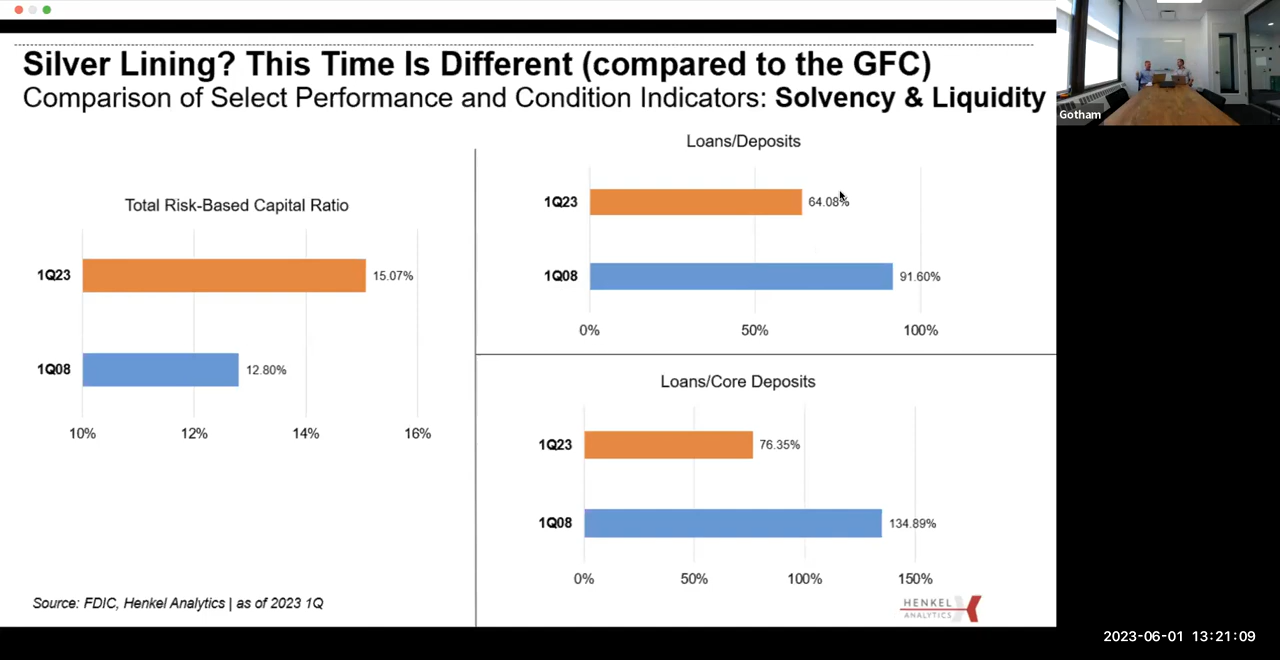 Silver Lining? This Time Is Different (compared to the GFC)
Comparison of Select Performance and Condition Indicators: Solvency & Liquidity
Total Risk-Based Capital Ratio
1Q23
15.07%
1Q08
12.80%
10%
12%
14%
16%
Loans/Deposits
1Q23
64.08%
1Q08
91.60%
0%
50%
100%
Loans/Core Deposits
1Q23
76.35%
1Q08
134.89%
0%
50%
100%
150%
Source: FDIC, Henkel Analytics | as of 2023 1Q
HENKEL
ANALYTICS
Gotham
2023-06-01 13:21:09